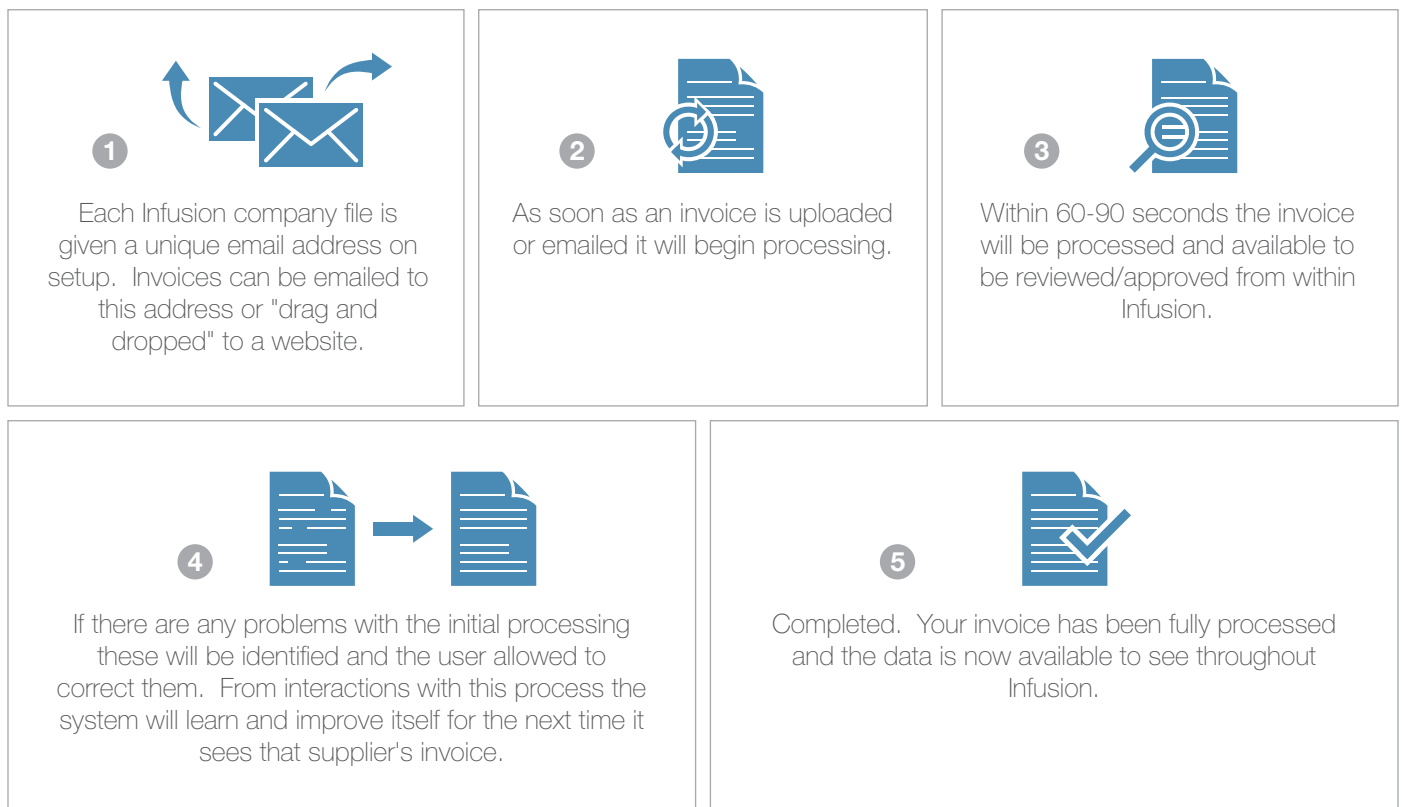 1
Each Infusion company file is
given a unique email address on
setup.  Invoices can be emailed to
this address or "drag and
dropped" to a website.
2
As soon as an invoice is uploaded
or emailed it will begin processing.
3
Within 60-90 seconds the invoice
will be processed and available to
be reviewed/approved from within
Infusion.
4
If there are any problems with the initial processing
these will be identified and the user allowed to
correct them.  From interactions with this process the
system will learn and improve itself for the next time it
sees that supplier's invoice.
5
Completed.  Your invoice has been fully processed
and the data is now available to see throughout
Infusion.